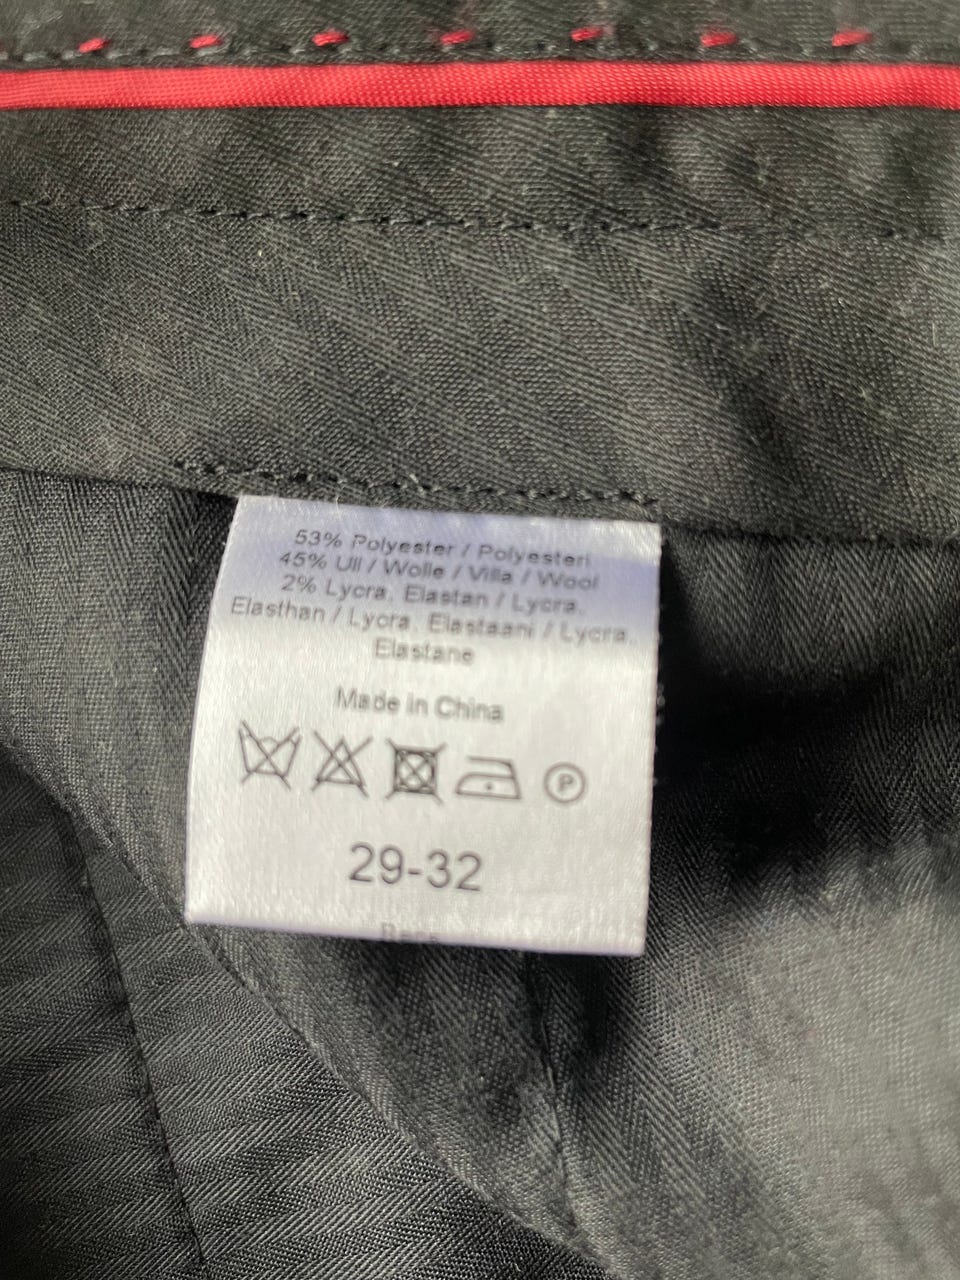 53% Polyester / Polyesteri
45% Ull / Wolle / Villa / Wool
2% Lycra, Elastan / Lycra,
Elasthan / Lycra, Elastaani / Lycra,
Elastane
Made in China
P
29-32